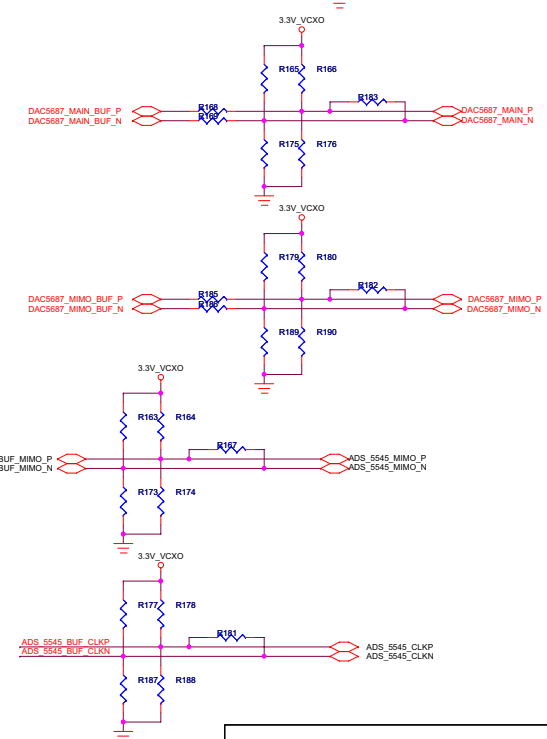 3.3V_VCXO
R165 R166
R183
DAC5687_MAIN_BUF_P R168 DAC5687_MAIN_P
DAC5687_MAIN_BUF_N R169 DAC5687_MAIN_N
R175 R176
3.3V_VCXO
R179 R180
R182
DAC5687_MIMO_BUF_P R185 DAC5687_MIMO_P
DAC5687_MIMO_BUF_N DAC5687_MIMO_N
R189 R190
3.3V_VCXO
R163 R164
R167
BUF_MIMO_P ADS_5545_MIMO_P
BUF_MIMO_N ADS_5545_MIMO_N
R173 R174
3.3V_VCXO
R177 R178
R181
ADS_5545_BUF_CLKP ADS_5545_CLKP
ADS_5545_BUF_CLKN ADS_5545_CLKN
R187 R188